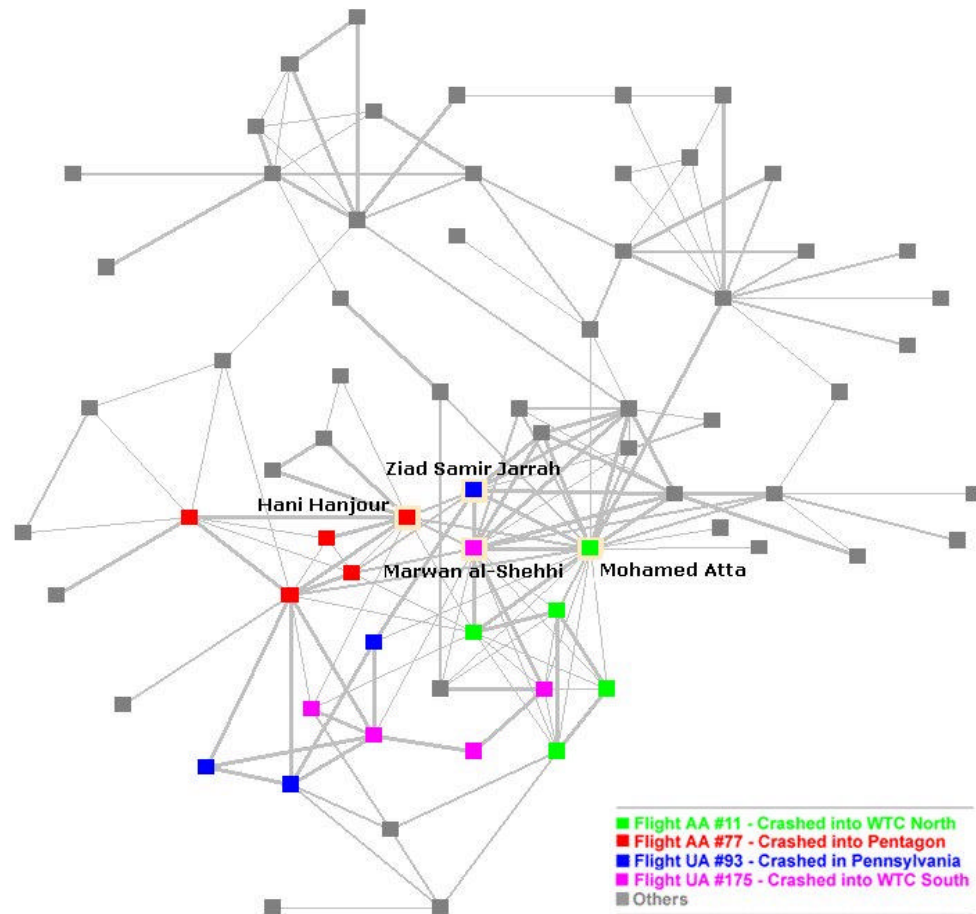 Ziad Samir Jarrah
Hani Hanjour
Marwan al-Shehhi
Mohamed Atta
Flight AA #11 - Crashed into WTC North
Flight AA #77 - Crashed into Pentagon
Flight UA #93 - Crashed in Pennsylvania
Flight UA #175 - Crashed into WTC South
Others